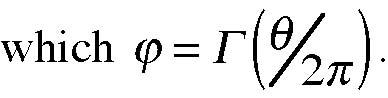 which φ = Γ(θ/2π).